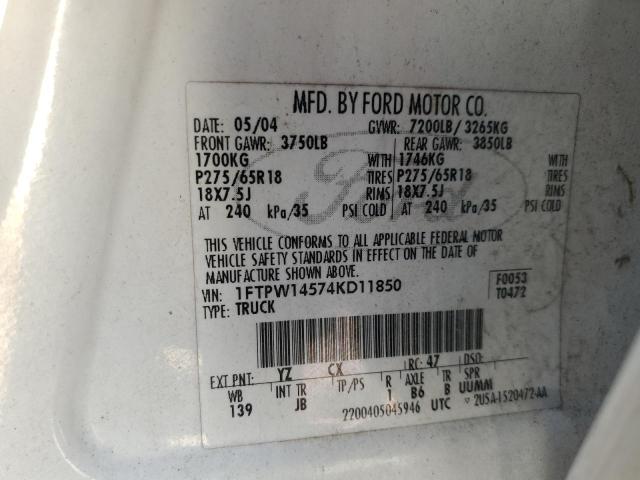 MFD. BY FORD MOTOR CO.
DATE: 05/04 GVWR: 7200LB/3265KG
FRONT GAWR: 3750LB REAR GAWR: 3850LB
1700KG WITH 1746KG WITH
P275/65R18 TIRES P275/65R18 TIRES
18X7.5J RIMS 18X7.5J RIMS
AT 240 kPa/35 PSI COLD AT 240 kPa/35 PSI COLD
Ford
THIS VEHICLE CONFORMS TO ALL APPLICABLE FEDERAL MOTOR
VEHICLE SAFETY STANDARDS IN EFFECT ON THE DATE OF
MANUFACTURE SHOWN ABOVE.
VIN: 1FTPW14574KD11850 F0053
TYPE: TRUCK T0472
EXT PNT: YZ CX RC: 47 DSO:
WB INT TR TP/PS R AXLE TR SPR
139 JB 1 B6 B UUMM
2200405045946 UTC ▽ 2U5A-1520472-AA